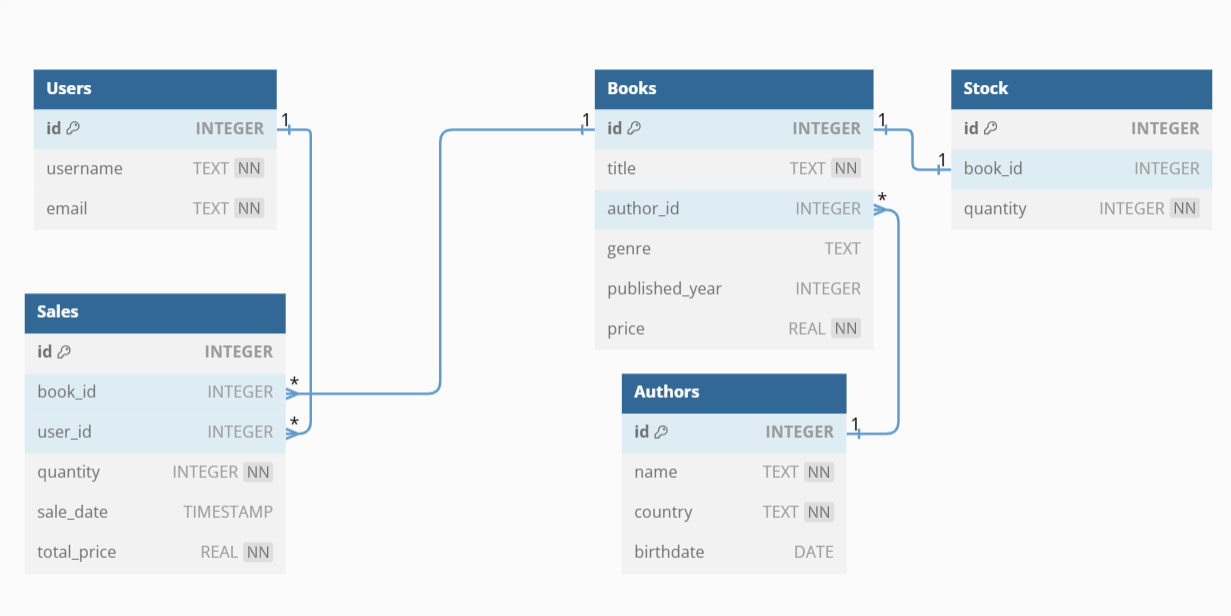 Users
id INTEGER
username TEXT NN
email TEXT NN
1
Sales
id INTEGER
book_id INTEGER
user_id INTEGER
quantity INTEGER NN
sale_date TIMESTAMP
total_price REAL NN
*
*
1
Books
id INTEGER
title TEXT NN
author_id INTEGER
genre TEXT
published_year INTEGER
price REAL NN
1
*
Authors
id INTEGER
name TEXT NN
country TEXT NN
birthdate DATE
1
1
Stock
id INTEGER
book_id INTEGER
quantity INTEGER NN